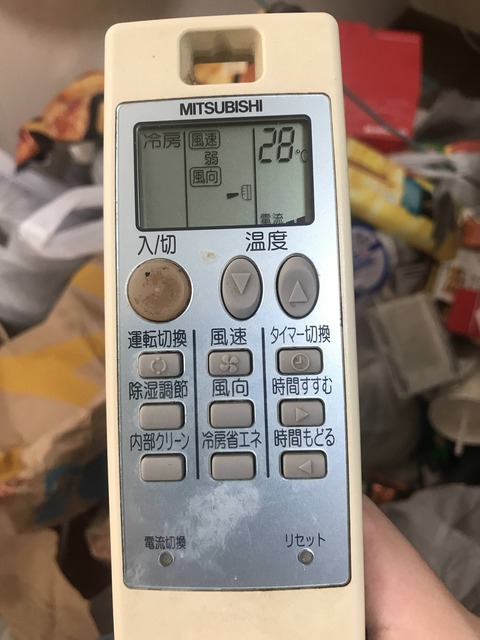 MITSUBISHI
冷房 風速 28℃
弱
風向
電流
入/切 温度
運転切換 風速 タイマー切換
除湿調節 風向 時間すすむ
内部クリーン 冷房省エネ 時間もどる
電流切換 リセット